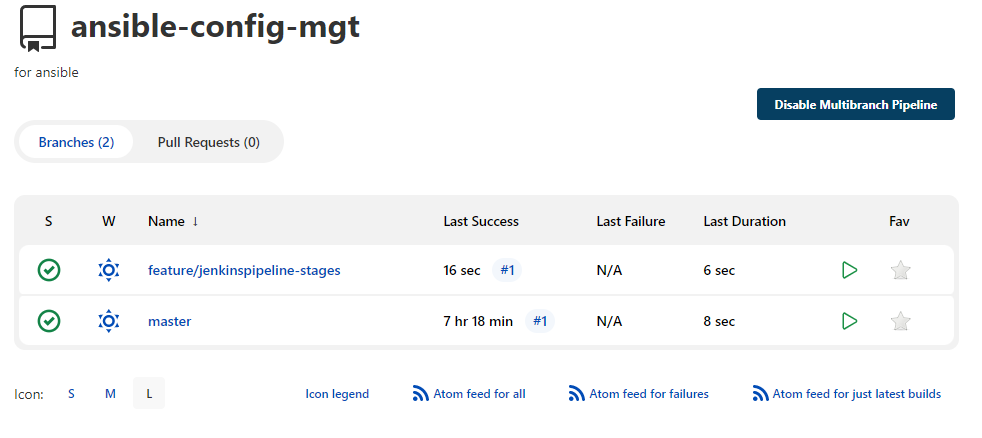 ansible-config-mgt
for ansible
Disable Multibranch Pipeline
Branches (2) Pull Requests (0)
S W Name ↓ Last Success Last Failure Last Duration Fav
feature/jenkinspipeline-stages 16 sec #1 N/A 6 sec
master 7 hr 18 min #1 N/A 8 sec
Icon: S M L Icon legend Atom feed for all Atom feed for failures Atom feed for just latest builds